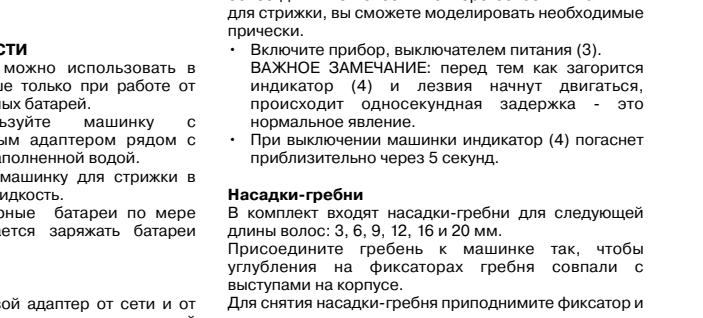 СТИ
можно использовать в
ше только при работе от
ных батарей.
льзуйте машинку с
ым адаптером рядом с
аполненной водой.
машинку для стрижки в
идкость.
рные батареи по мере
ается заряжать батареи
вой адаптер от сети и от
для стрижки, вы сможете моделировать необходимые
прически.
• Включите прибор, выключателем питания (3).
ВАЖНОЕ ЗАМЕЧАНИЕ: перед тем как загорится
индикатор (4) и лезвия начнут двигаться,
происходит односекундная задержка - это
нормальное явление.
• При выключении машинки индикатор (4) погаснет
приблизительно через 5 секунд.
Насадки-гребни
В комплект входят насадки-гребни для следующей
длины волос: 3, 6, 9, 12, 16 и 20 мм.
Присоедините гребень к машинке так, чтобы
углубления на фиксаторах гребня совпали с
выступами на корпусе.
Для снятия насадки-гребня приподнимите фиксатор и